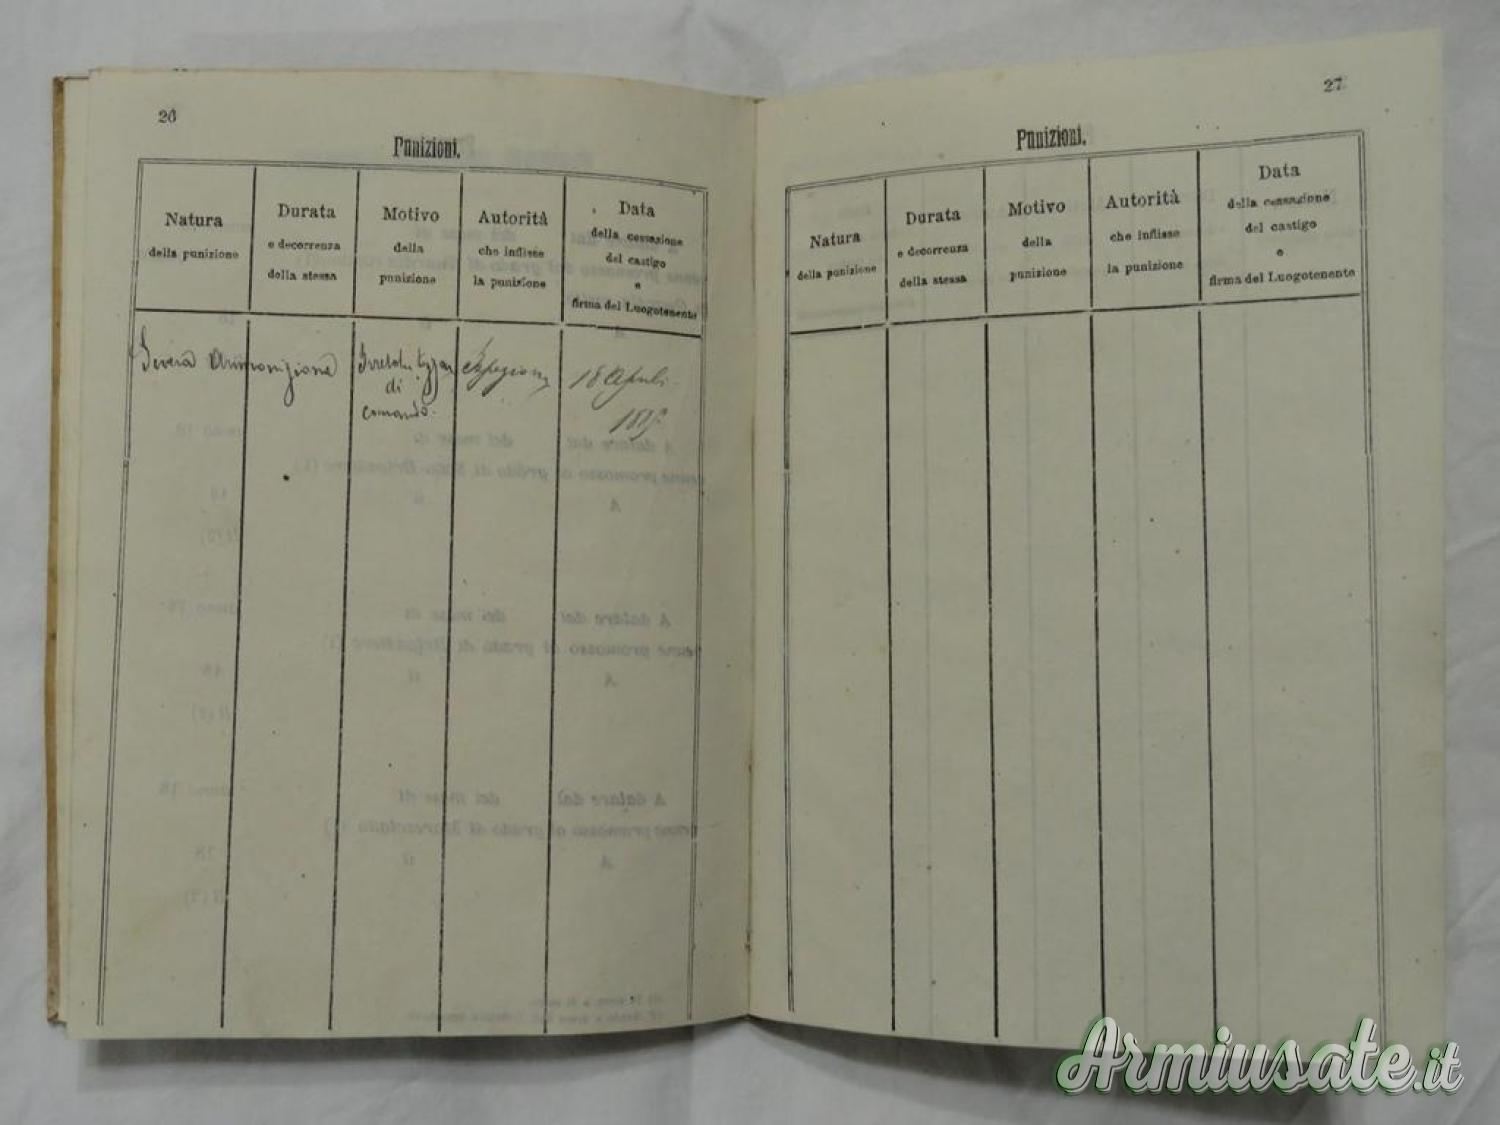 26
Punizioni.
Natura
della punizione
Durata
e decorrenza
della stessa
Motivo
della
punizione
Autorità
che inflisse
la punizione
Data
della cessazione
del castigo
e
firma del Luogotenente
Severa Ammonizione
di
comando.
18
27
Punizioni.
Natura
della punizione
Durata
e decorrenza
della stessa
Motivo
della
punizione
Autorità
che inflisse
la punizione
Data
della cessazione
del castigo
e
firma del Luogotenente
Armiusate.it